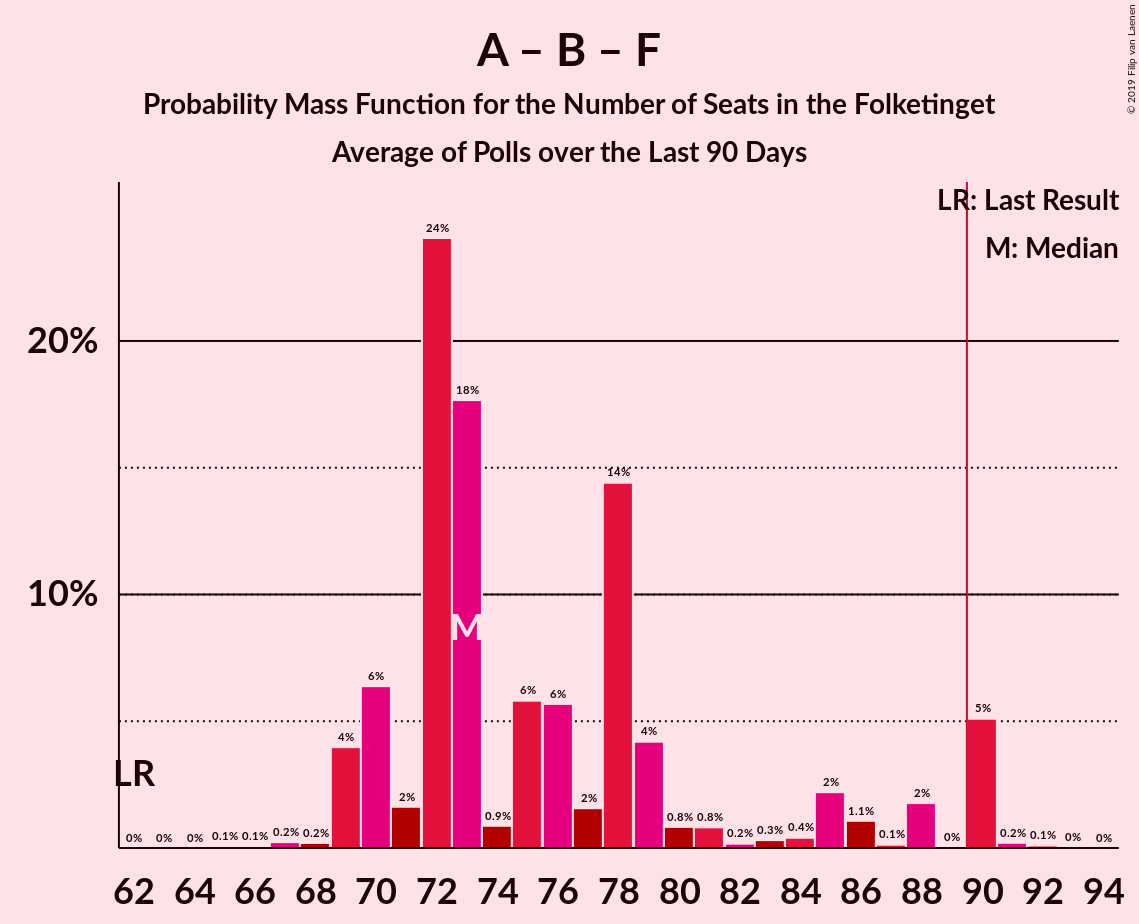 A – B – F
Probability Mass Function for the Number of Seats in the Folketinget
Average of Polls over the Last 90 Days
© 2019 Filip van Laenen
LR: Last Result
M: Median
20%
10%
LR
M
0% 0% 0% 0.1% 0.1% 0.2% 0.2% 4% 6% 2% 24% 18% 0.9% 6% 6% 2% 14% 4% 0.8% 0.8% 0.2% 0.3% 0.4% 2% 1.1% 0.1% 2% 0% 5% 0.2% 0.1% 0% 0%
62 64 66 68 70 72 74 76 78 80 82 84 86 88 90 92 94